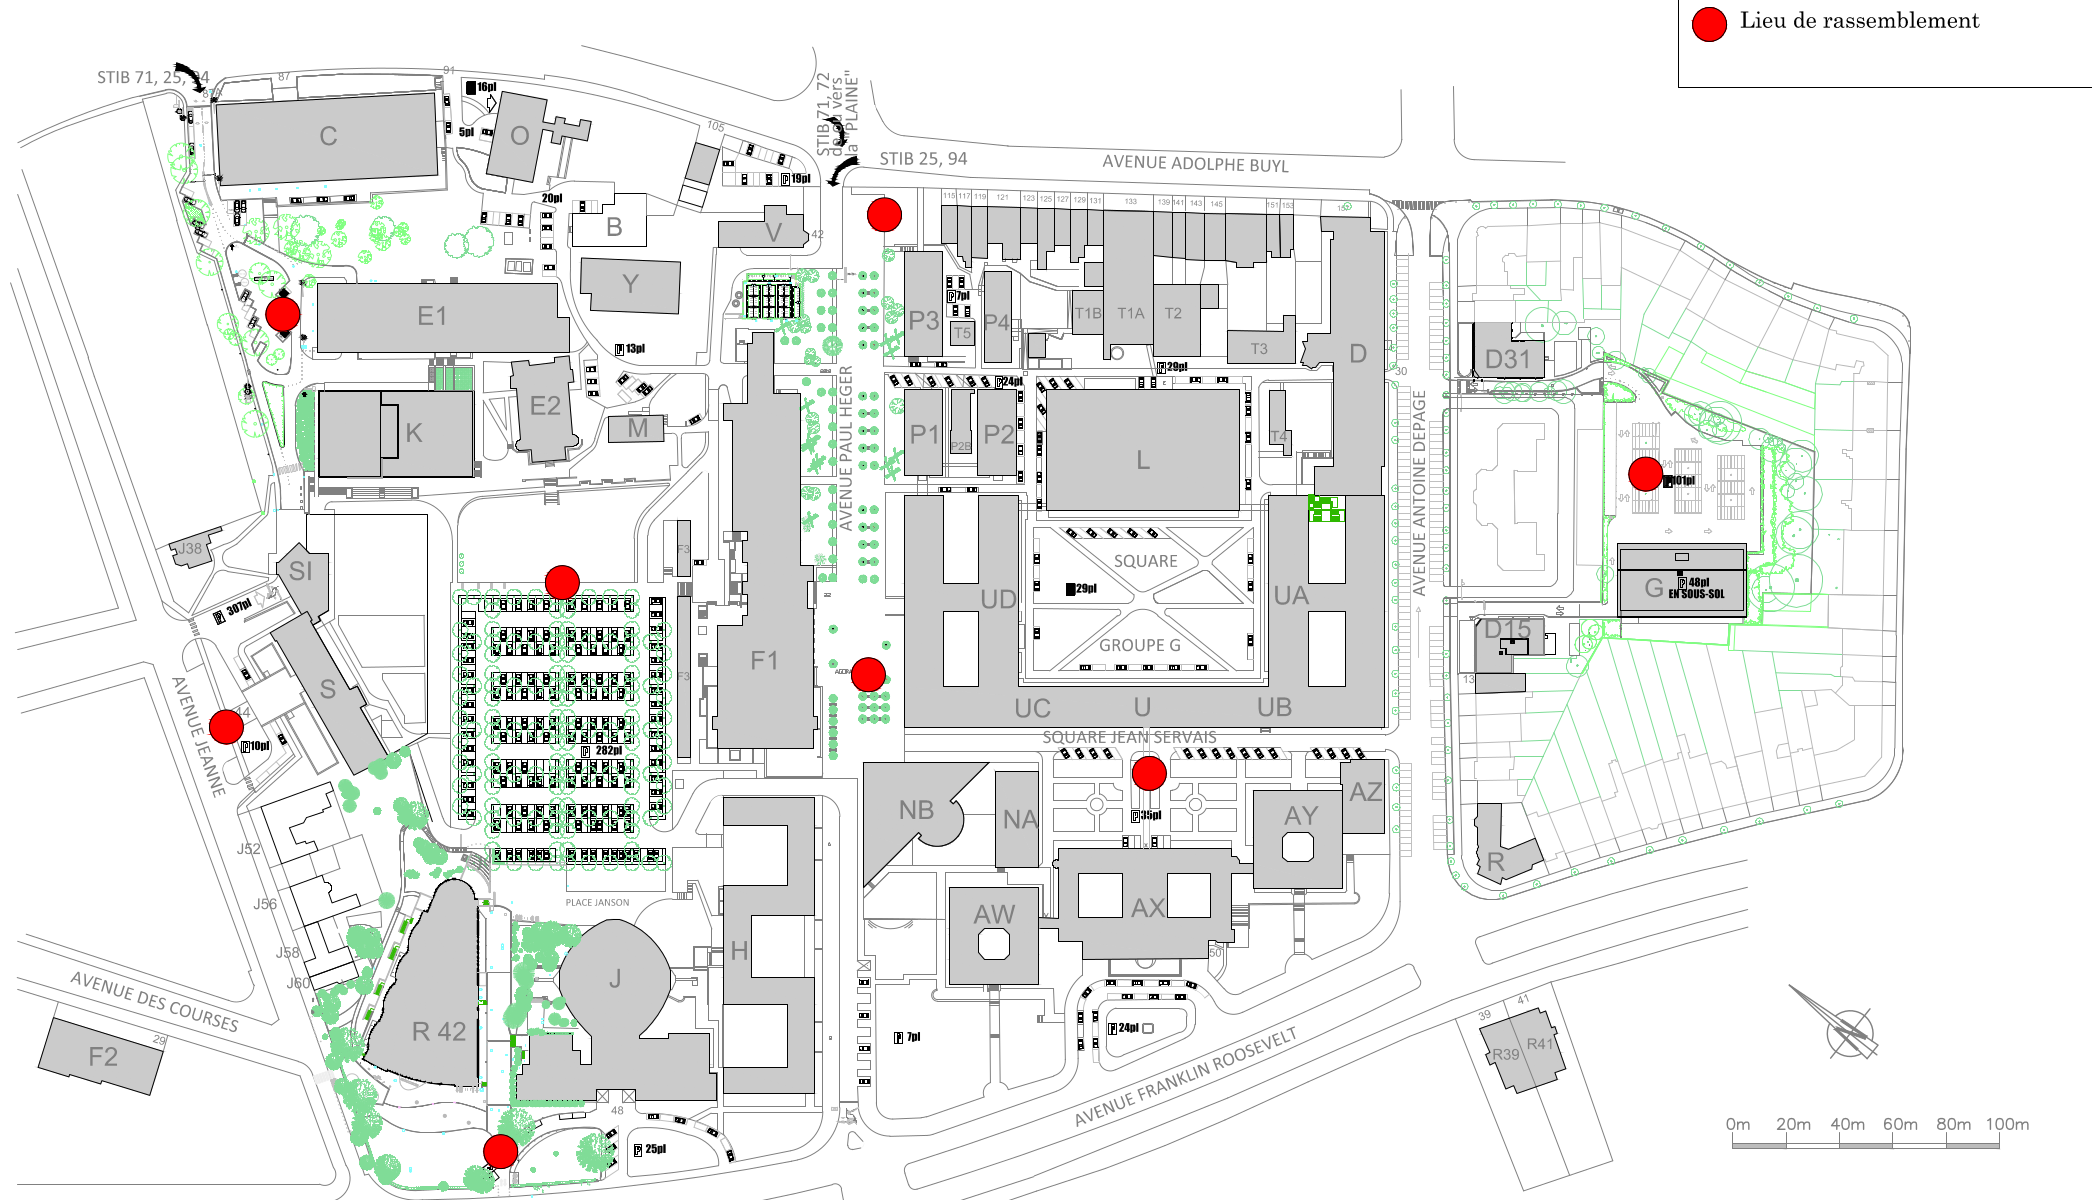 Lieu de rassemblement
STIB 71, 25, 94
87
91
87A
16pl
5pl
C
O
105
STIB 71, 72
de ou vers
la "PLAINE"
STIB 25, 94
AVENUE ADOLPHE BUYL
19pl
20pl
B
V
42
115
117
119
121
123
125
127
129
131
133
139
141
143
145
151
153
157
Y
E1
P3
7pl
T5
P4
T1B
T1A
T2
T3
D
D31
13pl
E2
M
K
AVENUE PAUL HEGER
24pl
29pl
30
P1
P2B
P2
L
T4
AVENUE ANTOINE DEPAGE
101pl
J38
SI
307pl
F3
SQUARE
29pl
GROUPE G
UD
UA
G
48pl
EN SOUS-SOL
D15
13
S
F1
F3
32
44
10pl
AVENUE JEANNE
282pl
UC
U
UB
SQUARE JEAN SERVAIS
NB
NA
35pl
AY
AZ
R
J52
J56
J58
J60
PLACE JANSON
AW
AX
50
H
J
R 42
AVENUE DES COURSES
29
F2
7pl
24pl
AVENUE FRANKLIN ROOSEVELT
39
41
R39
R41
48
25pl
0m 20m 40m 60m 80m 100m